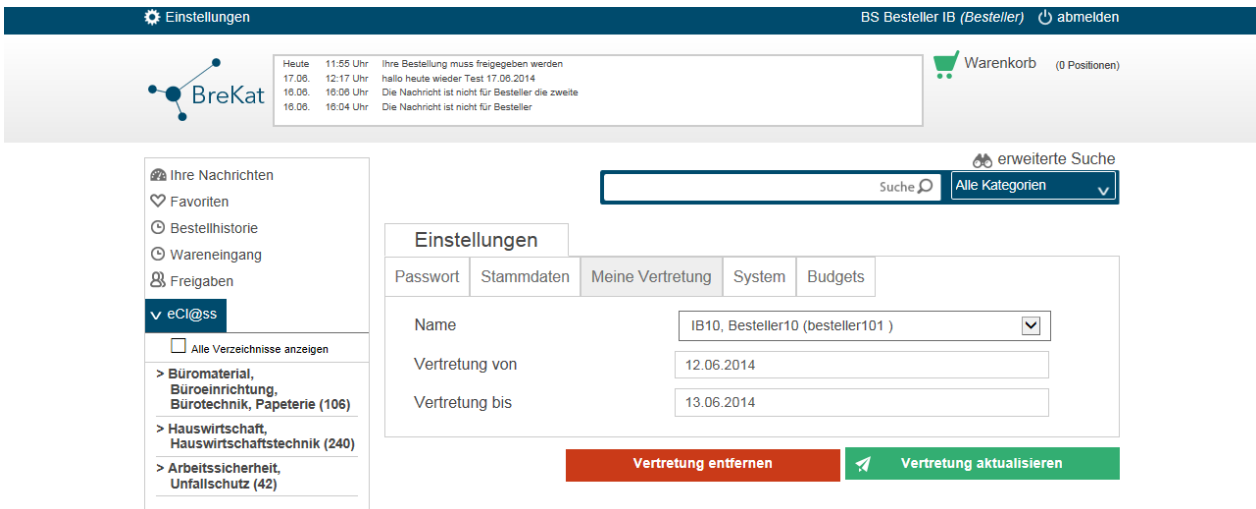 Einstellungen
BS Besteller IB (Besteller) abmelden
BreKat
Heute 11:55 Uhr Ihre Bestellung muss freigegeben werden
17.06. 12:17 Uhr hallo heute wieder Test 17.06.2014
16.06. 16:06 Uhr Die Nachricht ist nicht für Besteller die zweite
16.06. 16:04 Uhr Die Nachricht ist nicht für Besteller
Warenkorb (0 Positionen)
Ihre Nachrichten
Favoriten
Bestellhistorie
Wareneingang
Freigaben
eCl@ss
Alle Verzeichnisse anzeigen
> Büromaterial,
Büroeinrichtung,
Bürotechnik, Papeterie (106)
> Hauswirtschaft,
Hauswirtschaftstechnik (240)
> Arbeitssicherheit,
Unfallschutz (42)
erweiterte Suche
Suche Alle Kategorien
Einstellungen
Passwort Stammdaten Meine Vertretung System Budgets
Name IB10, Besteller10 (besteller101 )
Vertretung von 12.06.2014
Vertretung bis 13.06.2014
Vertretung entfernen Vertretung aktualisieren